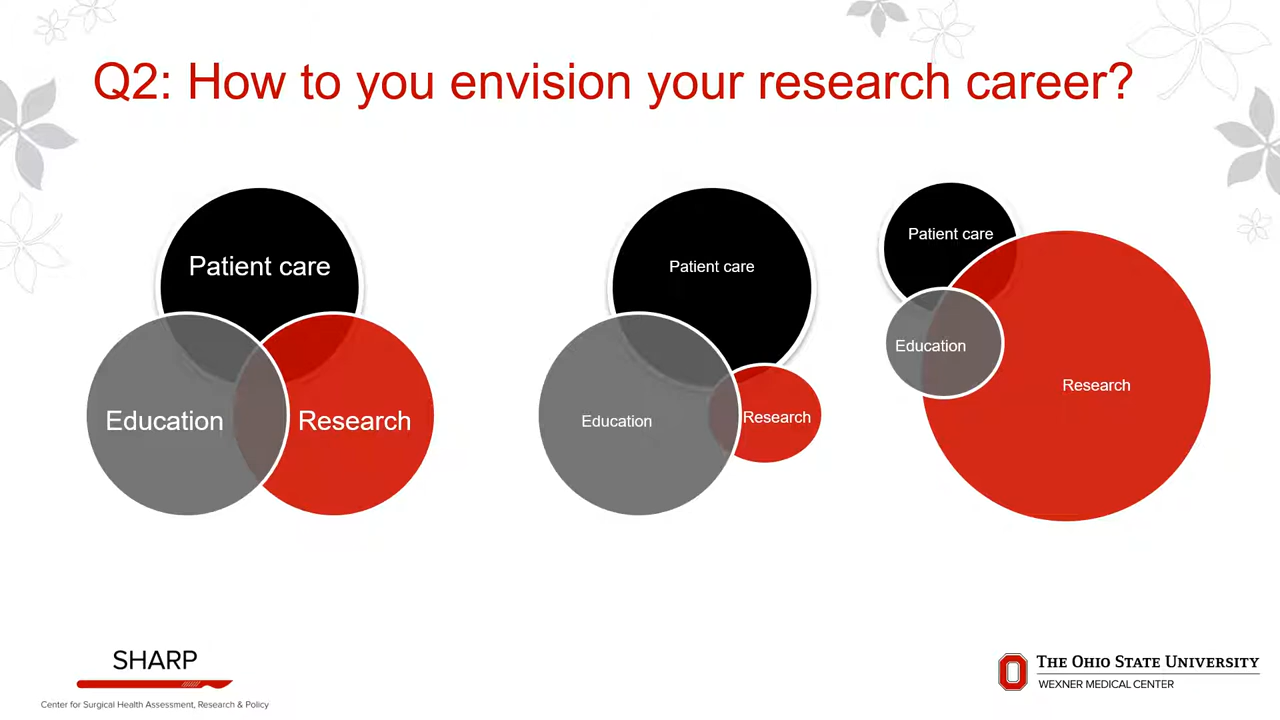 Q2: How to you envision your research career?
Patient care
Education
Research
Patient care
Education
Research
Patient care
Education
Research
SHARP
Center for Surgical Health Assessment, Research & Policy
THE OHIO STATE UNIVERSITY
WEXNER MEDICAL CENTER